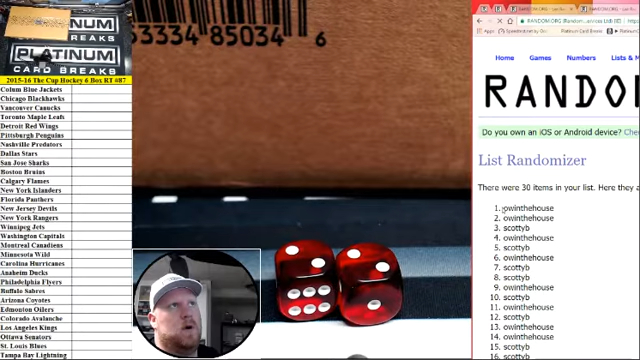 PLATINUM
CARD BREAKS
2015-16 The Cup Hockey 6 Box RT #87
Colum Blue Jackets
Chicago Blackhawks
Vancouver Canucks
Toronto Maple Leafs
Detroit Red Wings
Pittsburgh Penguins
Nashville Predators
Dallas Stars
San Jose Sharks
Boston Bruins
Calgary Flames
New York Islanders
Florida Panthers
New Jersey Devils
New York Rangers
Winnipeg Jets
Washington Capitals
Montreal Canadiens
Minnesota Wild
Carolina Hurricanes
Anaheim Ducks
Philadelphia Flyers
Buffalo Sabres
Arizona Coyotes
Edmonton Oilers
Colorado Avalanche
Los Angeles Kings
Ottawa Senators
St. Louis Blues
Tampa Bay Lightning
33334 85034 6
Home Games Numbers Lists &
RANDO
Do you own an iOS or Android device?
List Randomizer
There were 30 items in your list. Here they
1. owinthehouse
2. owinthehouse
3. scottyb
4. owinthehouse
5. scottyb
6. owinthehouse
7. scottyb
8. scottyb
9. owinthehouse
10. scottyb
11. owinthehouse
12. scottyb
13. owinthehouse
14. owinthehouse
15. scottyb
16. scottyb